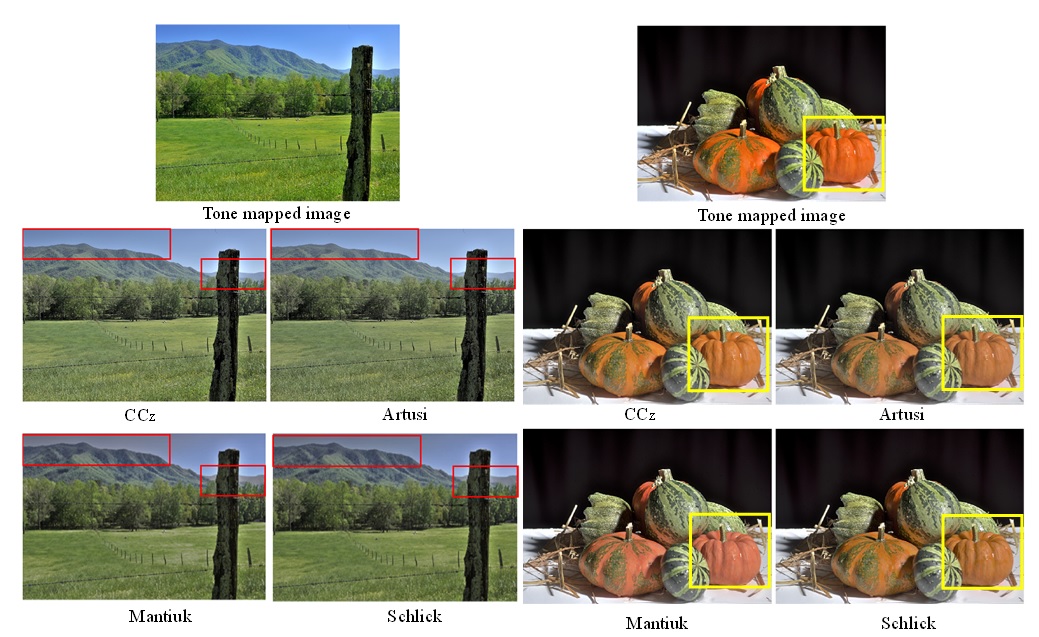 Tone mapped image
Tone mapped image
CCz
Artusi
CCz
Artusi
Mantiuk
Schlick
Mantiuk
Schlick